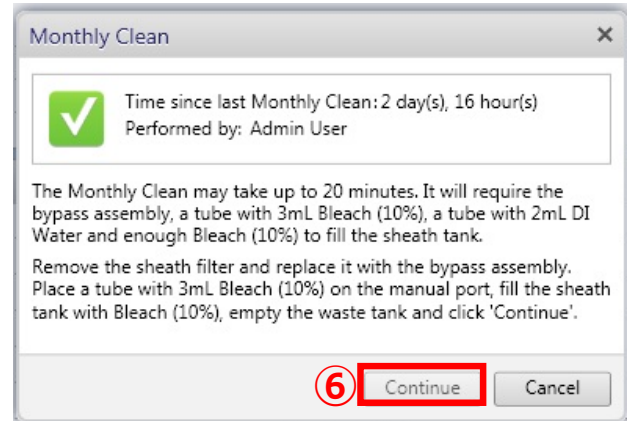 Monthly Clean
Time since last Monthly Clean: 2 day(s), 16 hour(s)
Performed by: Admin User
The Monthly Clean may take up to 20 minutes. It will require the
bypass assembly, a tube with 3mL Bleach (10%), a tube with 2mL DI
Water and enough Bleach (10%) to fill the sheath tank.
Remove the sheath filter and replace it with the bypass assembly.
Place a tube with 3mL Bleach (10%) on the manual port, fill the sheath
tank with Bleach (10%), empty the waste tank and click 'Continue'.
⑥ Continue Cancel